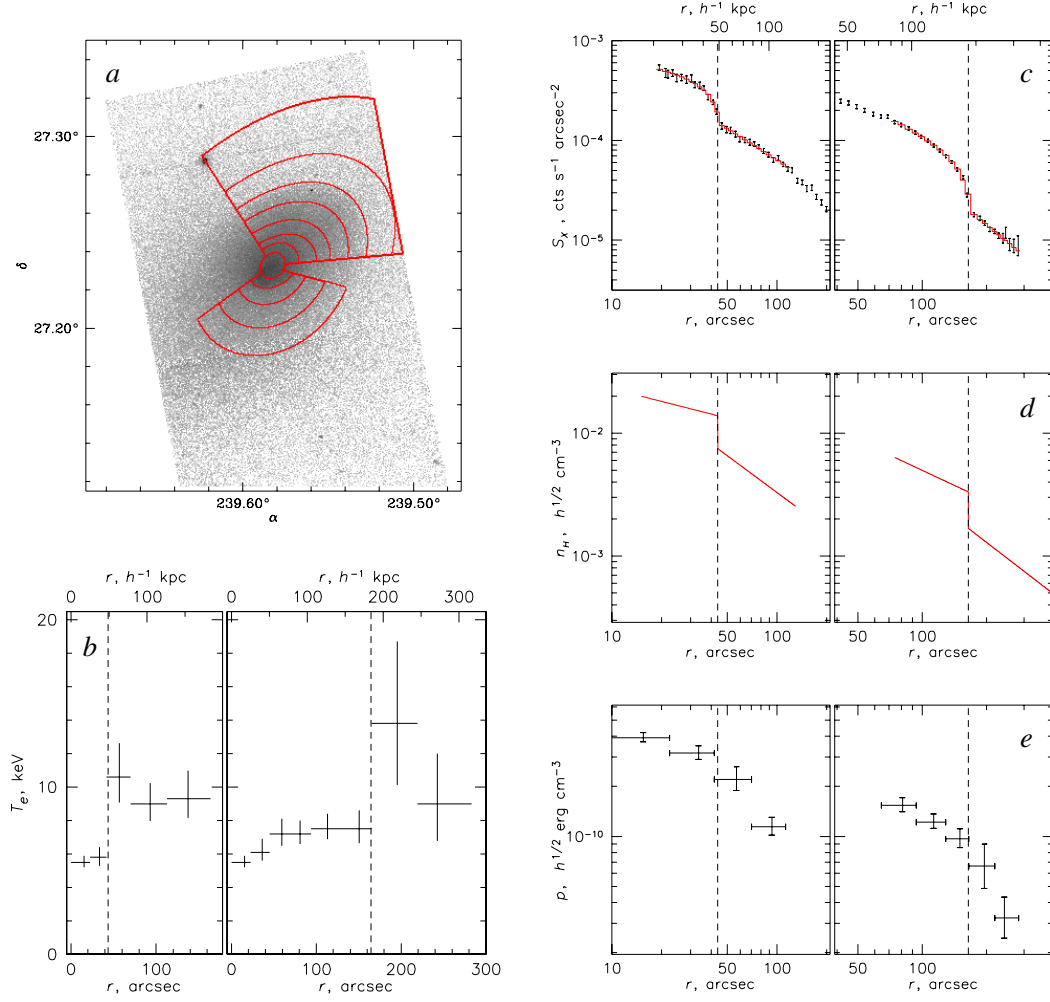 a
27.30°
δ
27.20°
239.60°
239.50°
α
r, h⁻¹ kpc
r, h⁻¹ kpc
0
100
0
100
200
300
b
20
10
0
T_e, keV
0
100
0
100
200
300
r, arcsec
r, arcsec
r, h⁻¹ kpc
r, h⁻¹ kpc
50
100
50
100
c
10⁻³
10⁻⁴
10⁻⁵
S_X , cts s⁻¹ arcsec⁻²
10
50
100
50
100
r, arcsec
r, arcsec
d
10⁻²
10⁻³
n_H, h^1/2 cm⁻³
10
50
100
50
100
r, arcsec
r, arcsec
e
10⁻¹⁰
p, h^1/2 erg cm⁻³
10
50
100
50
100
r, arcsec
r, arcsec